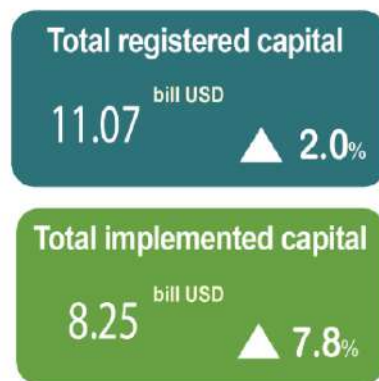 Total registered capital
bill USD
11.07
▲ 2.0%
Total implemented capital
bill USD
8.25
▲ 7.8%